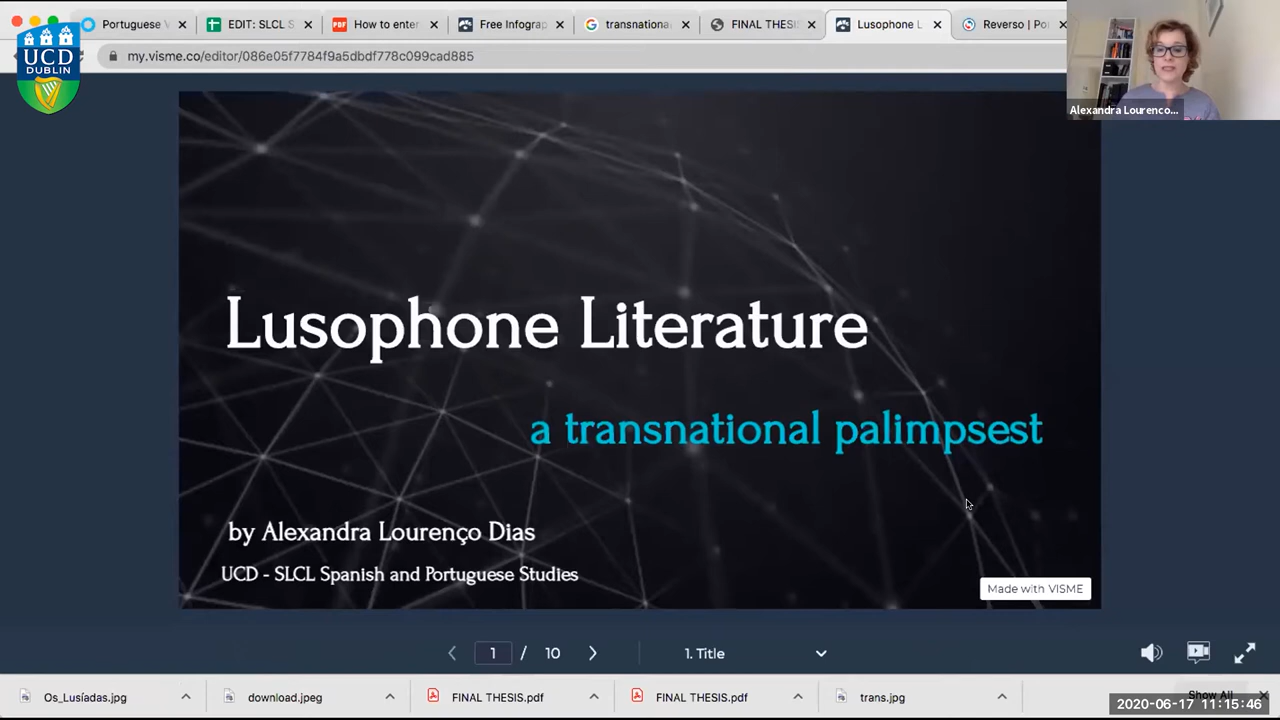 Portuguese V
EDIT: SLCL S
How to enter
Free Infograp
transnationa
FINAL THESI
Lusophone L
Reverso | Po
my.visme.co/editor/086e05f7784f9a5dbdf778c099cad885
UCD
DUBLIN
Alexandra Lourenco...
Lusophone Literature
a transnational palimpsest
by Alexandra Lourenço Dias
UCD - SLCL Spanish and Portuguese Studies
Made with VISME
1 / 10
1. Title
Os_Lusíadas.jpg
download.jpeg
FINAL THESIS.pdf
FINAL THESIS.pdf
trans.jpg
Show All
2020-06-17 11:15:46